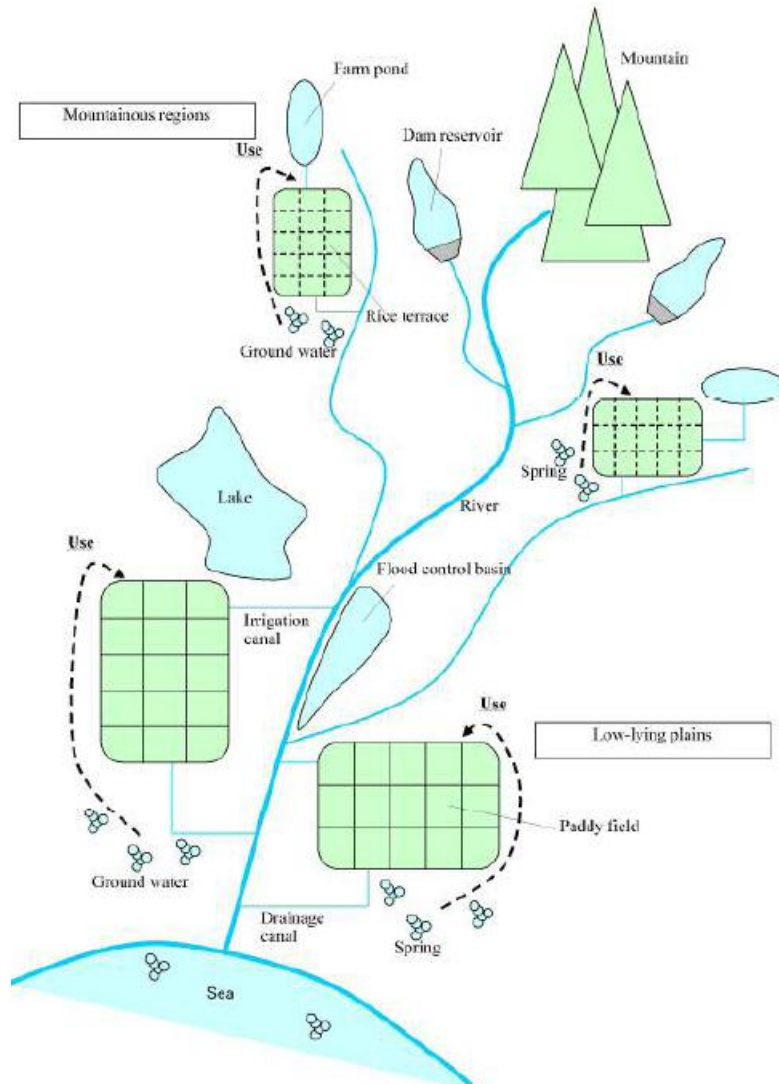 Farm pond
Mountain
Mountainous regions
Dam reservoir
Use
Rice terrace
Ground water
Use
Spring
Lake
River
Use
Flood control basin
Irrigation
canal
Use
Low-lying plains
Paddy field
Ground water
Drainage
canal
Spring
Sea